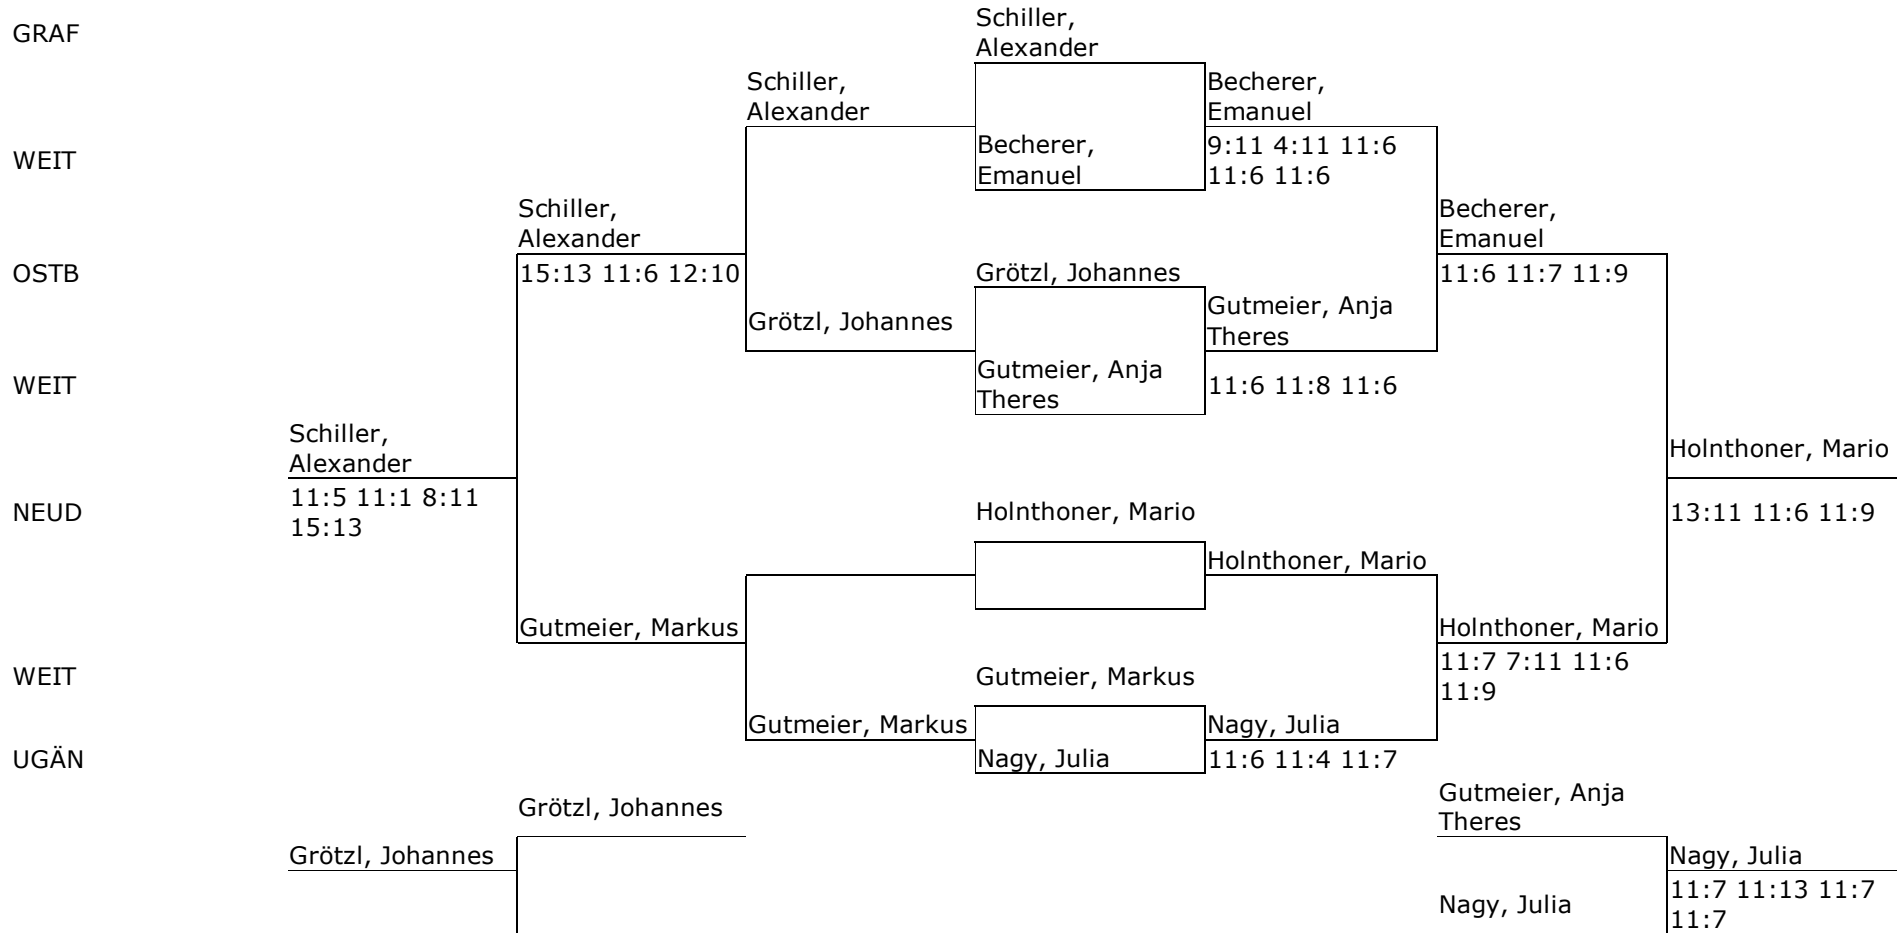 GRAF
Schiller,
Alexander
Schiller,
Alexander
Becherer,
Emanuel
WEIT
Becherer,
Emanuel
9:11 4:11 11:6
11:6 11:6
Schiller,
Alexander
Becherer,
Emanuel
OSTB
15:13 11:6 12:10
Grötzl, Johannes
11:6 11:7 11:9
Grötzl, Johannes
Gutmeier, Anja
Theres
WEIT
Gutmeier, Anja
Theres
11:6 11:8 11:6
Schiller,
Alexander
Holnthoner, Mario
NEUD
11:5 11:1 8:11
15:13
Holnthoner, Mario
13:11 11:6 11:9
Holnthoner, Mario
Gutmeier, Markus
Holnthoner, Mario
WEIT
Gutmeier, Markus
11:7 7:11 11:6
11:9
Gutmeier, Markus
Nagy, Julia
UGÄN
Nagy, Julia
11:6 11:4 11:7
Grötzl, Johannes
Gutmeier, Anja
Theres
Grötzl, Johannes
Nagy, Julia
Nagy, Julia
11:7 11:13 11:7
11:7